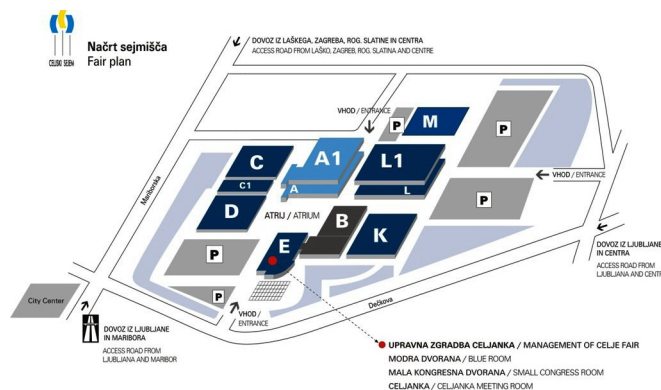 CELJSKI SEJEM
Načrt sejmišča
Fair plan
DOVOZ IZ LAŠKEGA, ZAGREBA, ROG. SLATINE IN CENTRA
ACCESS ROAD FROM LAŠKO, ZAGREB, ROG. SLATINA AND CENTRE
VHOD / ENTRANCE
P
M
P
A1
L1
C
A
L
C1
VHOD /
ENTRANCE
Mariborska
P
D
ATRIJ / ATRIUM
B
K
E
P
DOVOZ IZ LJUBLJANE
IN CENTRA
ACCESS ROAD FROM
LJUBLJANA AND CENT
P
City Center
VHOD /
ENTRANCE
Dečkova
DOVOZ IZ LJUBLJANE
IN MARIBORA
ACCESS ROAD FROM
LJUBLJANA AND MARIBOR
UPRAVNA ZGRADBA CELJANKA / MANAGEMENT OF CELJE FAIR
MODRA DVORANA / BLUE ROOM
MALA KONGRESNA DVORANA / SMALL CONGRESS ROOM
CELJANKA / CELJANKA MEETING ROOM